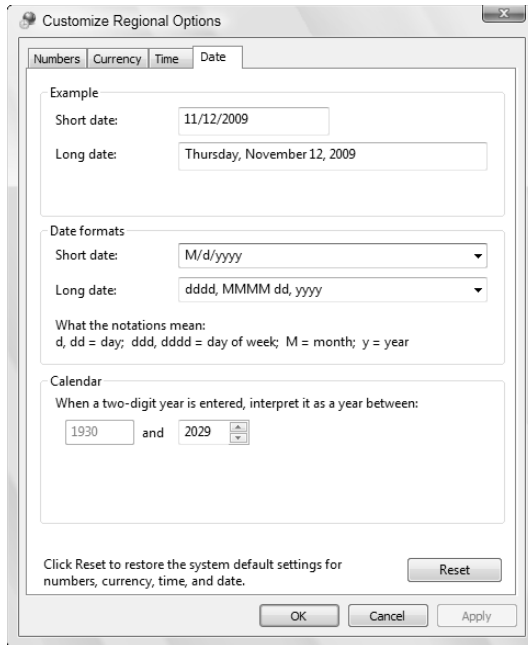 Customize Regional Options
Numbers Currency Time Date
Example
Short date: 11/12/2009
Long date: Thursday, November 12, 2009
Date formats
Short date: M/d/yyyy
Long date: dddd, MMMM dd, yyyy
What the notations mean:
d, dd = day; ddd, dddd = day of week; M = month; y = year
Calendar
When a two-digit year is entered, interpret it as a year between:
1930 and 2029
Click Reset to restore the system default settings for
numbers, currency, time, and date.
Reset
OK Cancel Apply